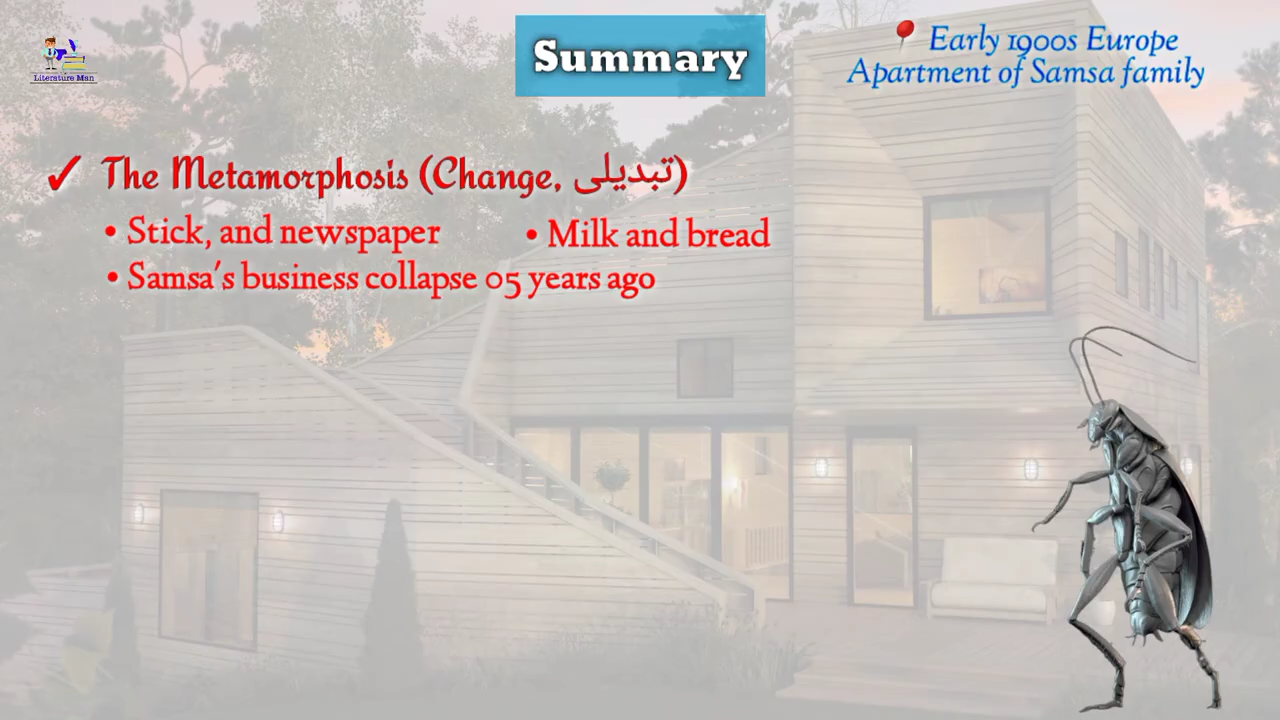 Literature Man
Summary
Early 1900s Europe
Apartment of Samsa family
✓ The Metamorphosis (Change, تبدیلی)
• Stick, and newspaper
• Milk and bread
• Samsa's business collapse 05 years ago